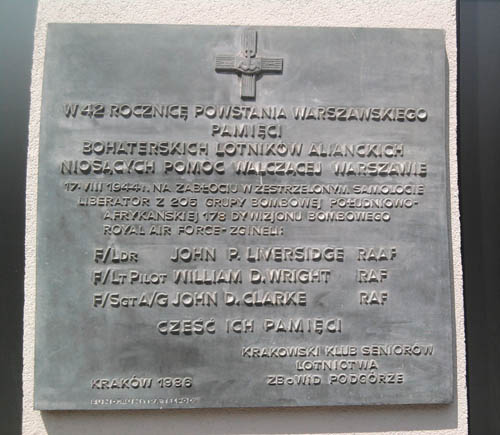 W 42 ROCZNICĘ POWSTANIA WARSZAWSKIEGO
PAMIĘCI
BOHATERSKICH LOTNIKÓW ALIANCKICH
NIOSĄCYCH POMOC WALCZĄCEJ WARSZAWIE
17·VIII 1944 r. NA ZABŁOCIU W ZESTRZELONYM SAMOLOCIE
LIBERATOR Z 205 GRUPY BOMBOWEJ POŁUDNIOWO-
AFRYKAŃSKIEJ 178 DYWIZJONU BOMBOWEGO
ROYAL AIR FORCE - ZGINĘLI:
F/LDR JOHN P. LIVERSIDGE RAAF
F/LT PILOT WILLIAM D. WRIGHT RAF
F/SGT A/G JOHN D. CLARKE RAF
CZEŚĆ ICH PAMIĘCI
KRAKOWSKI KLUB SENIORÓW
LOTNICTWA
KRAKÓW 1986 ZBOWID PODGÓRZE